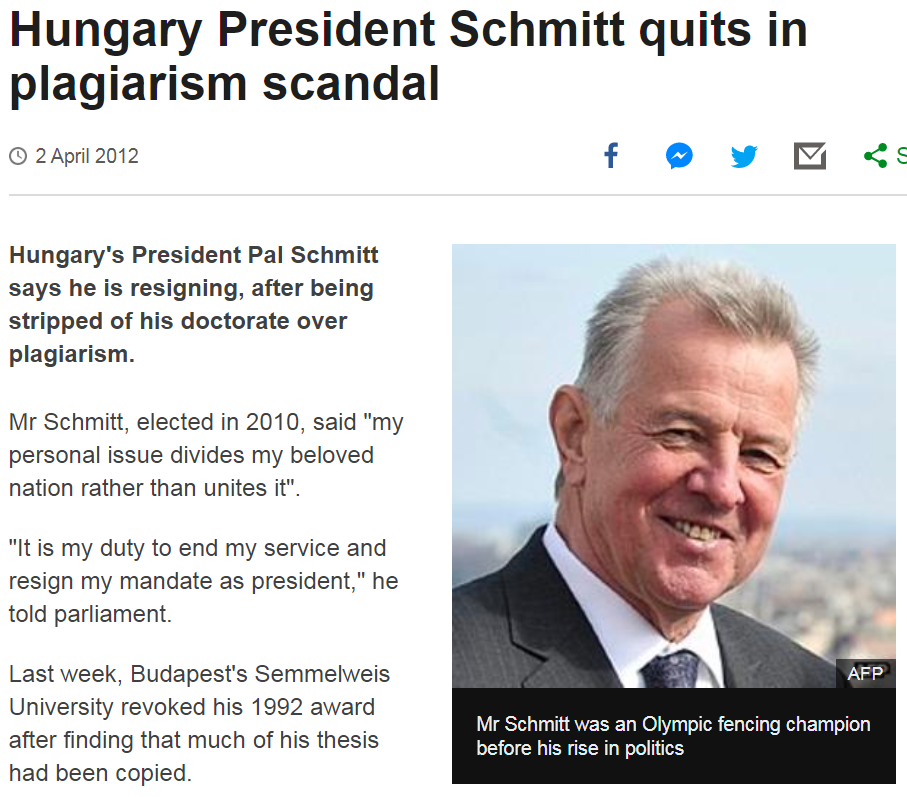 Hungary President Schmitt quits in
plagiarism scandal
2 April 2012
S
Hungary's President Pal Schmitt
says he is resigning, after being
stripped of his doctorate over
plagiarism.
Mr Schmitt, elected in 2010, said "my
personal issue divides my beloved
nation rather than unites it".
"It is my duty to end my service and
resign my mandate as president," he
told parliament.
Last week, Budapest's Semmelweis
University revoked his 1992 award
after finding that much of his thesis
had been copied.
AFP
Mr Schmitt was an Olympic fencing champion
before his rise in politics